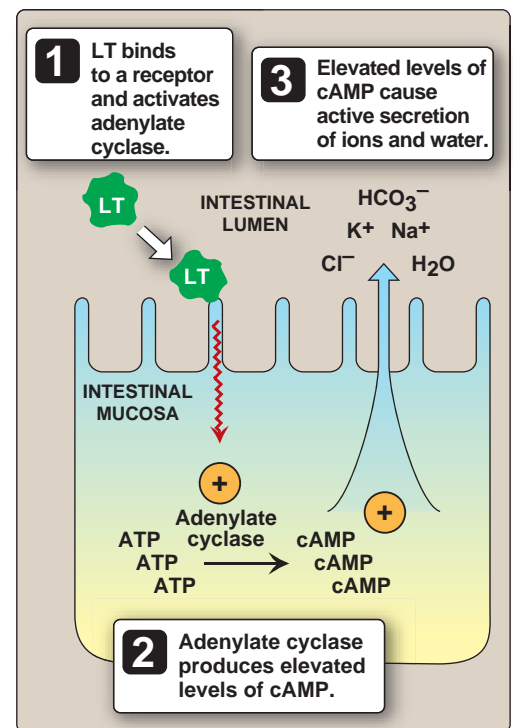 1
LT binds
to a receptor
and activates
adenylate
cyclase.
3
Elevated levels of
cAMP cause
active secretion
of ions and water.
LT
LT
INTESTINAL
LUMEN
HCO₃⁻
K⁺ Na⁺
Cl⁻ H₂O
INTESTINAL
MUCOSA
+
Adenylate
cyclase
ATP
ATP
ATP
+
cAMP
cAMP
cAMP
2
Adenylate cyclase
produces elevated
levels of cAMP.